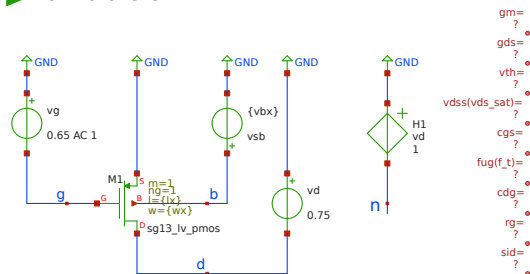 GND
GND
GND
GND
GND
vg
0.65 AC 1
{vbx}
vsb
H1
vd
1
M1
S
G
B
D
m=1
ng=1
l={lx}
w={wx}
sg13_lv_pmos
vd
0.75
g
b
n
d
gm=
?
gds=
?
vth=
?
vdss(vds_sat)=
?
cgs=
?
fug(f_t)=
?
cdg=
?
rg=
?
sid=
?